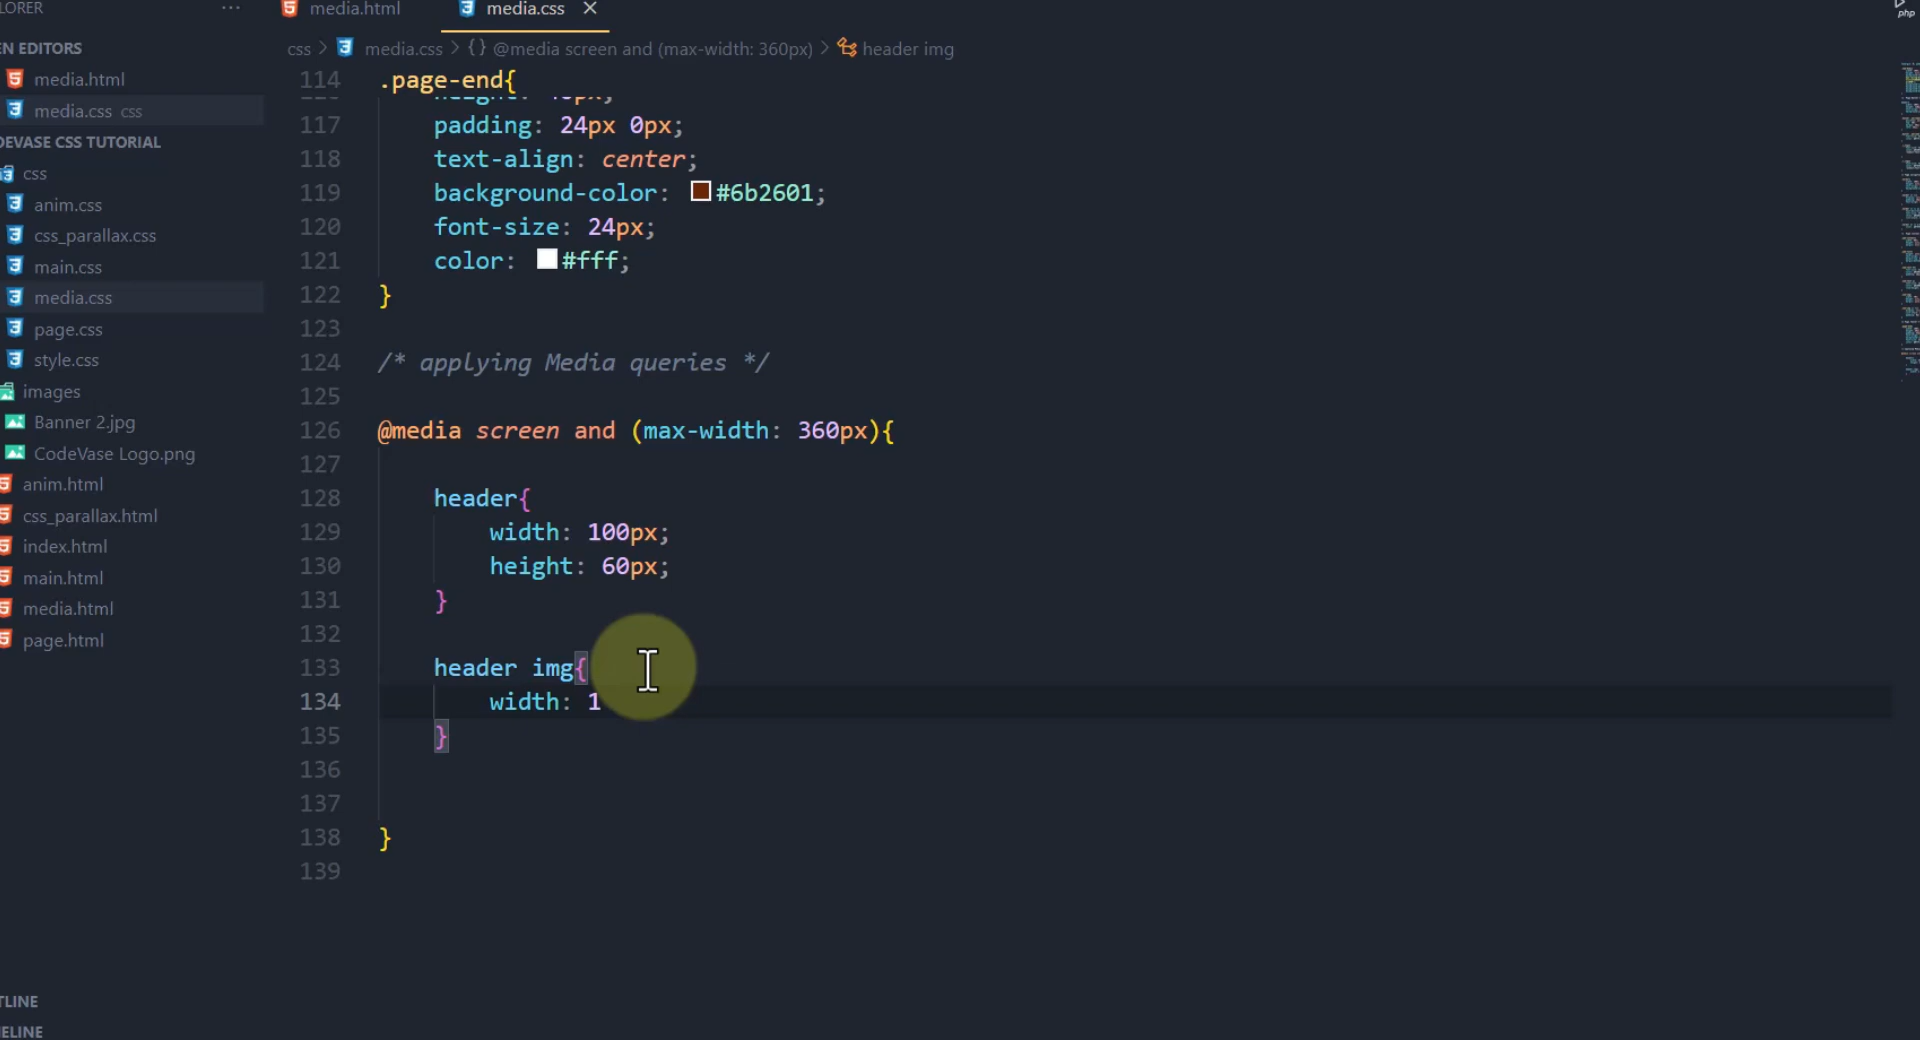 media.html
media.css
EN EDITORS
media.html
media.css css
CSS TUTORIAL
css
anim.css
css_parallax.css
main.css
media.css
page.css
style.css
images
Banner 2.jpg
CodeVase Logo.png
anim.html
css_parallax.html
index.html
main.html
media.html
page.html
css > media.css > {} @media screen and (max-width: 360px) > header img
114 .page-end{
117 padding: 24px 0px;
118 text-align: center;
119 background-color: #6b2601;
120 font-size: 24px;
121 color: #fff;
122 }
123
124 /* applying Media queries */
125
126 @media screen and (max-width: 360px){
127
128 header{
129 width: 100px;
130 height: 60px;
131 }
132
133 header img{
134 width: 1
135 }
136
137
138 }
139
php